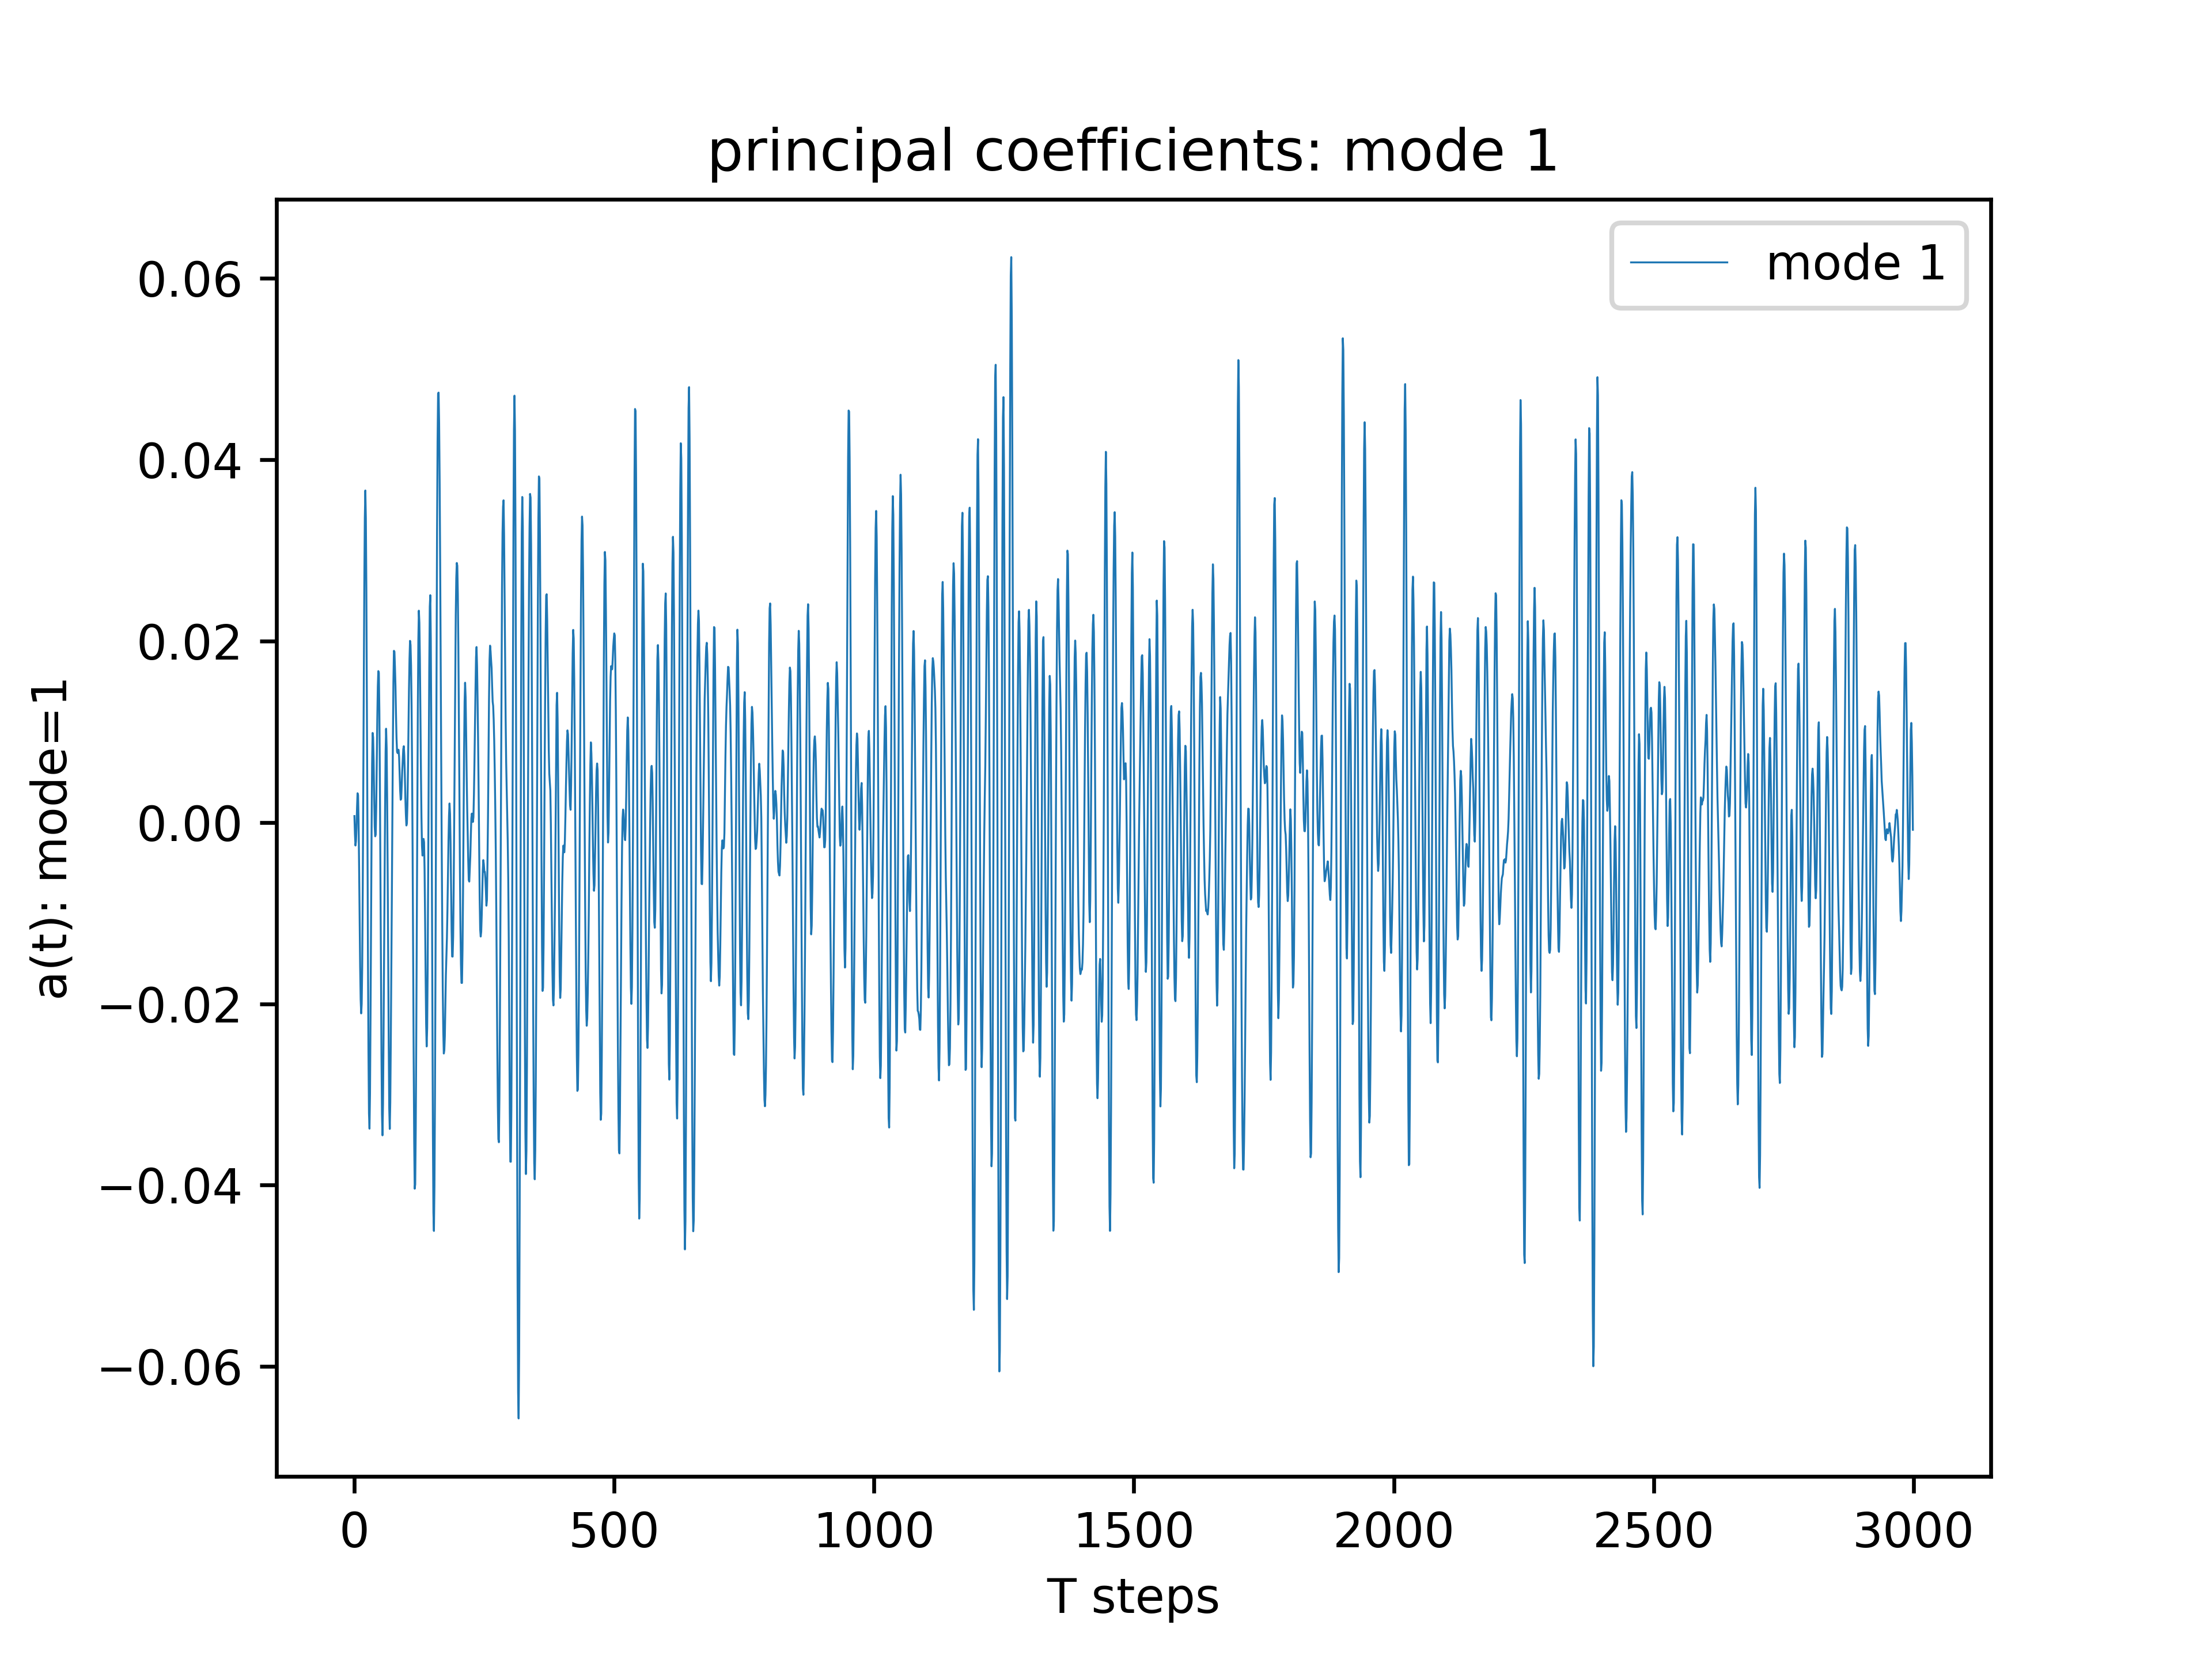 principal coefficients: mode 1
mode 1
0.06
0.04
0.02
0.00
−0.02
−0.04
−0.06
a(t): mode=1
0 500 1000 1500 2000 2500 3000
T steps